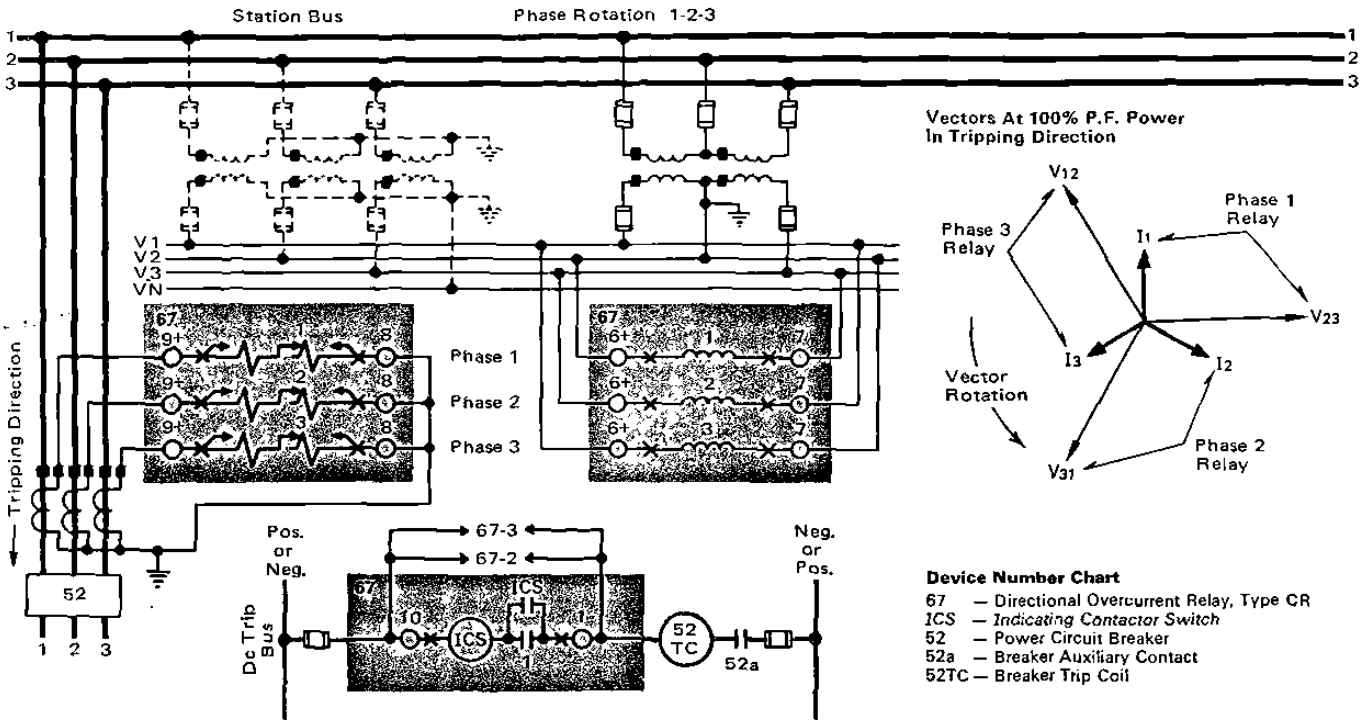 Station Bus
Phase Rotation 1-2-3
1
1
2
2
3
3
Vectors At 100% P.F. Power
In Tripping Direction
V12
Phase 1
Relay
Phase 3
Relay
I1
V23
I3
I2
Vector
Rotation
Phase 2
Relay
V31
V1
V2
V3
VN
67
9+
1
8
Phase 1
9+
2
8
Phase 2
9+
3
8
Phase 3
67
6+
1
7
6+
2
7
6+
3
7
Tripping Direction
52
1 2 3
Pos.
or
Neg.
67-3
67-2
Neg.
or
Pos.
Dc Trip
Bus
67
10
ICS
ICS
1
1
52
TC
52a
Device Number Chart
67 — Directional Overcurrent Relay, Type CR
ICS — Indicating Contactor Switch
52 — Power Circuit Breaker
52a — Breaker Auxiliary Contact
52TC — Breaker Trip Coil